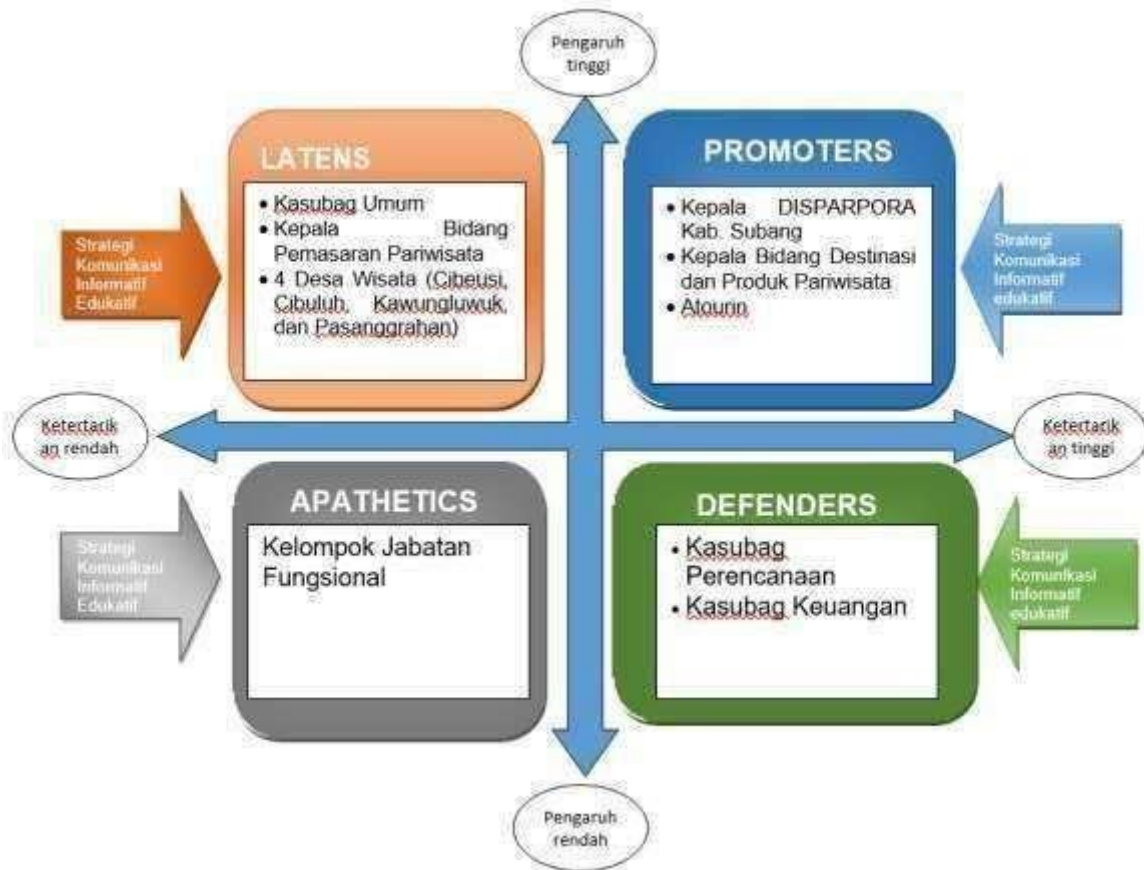 Pengaruh
tinggi
LATENS
• Kasubag Umum
• Kepala Bidang
Pemasaran Pariwisata
• 4 Desa Wisata (Cibeusi,
Cibuluh, Kawungluwuk,
dan Pasanggrahan)
PROMOTERS
• Kepala DISPARPORA
Kab. Subang
• Kepala Bidang Destinasi
dan Produk Pariwisata
• Atourin
Strategi
Komunikasi
Informatif
Edukatif
Strategi
Komunikasi
Informatif
edukatif
Ketertarik
an rendah
Ketertarik
an tinggi
APATHETICS
Kelompok Jabatan
Fungsional
DEFENDERS
• Kasubag
Perencanaan
• Kasubag Keuangan
Strategi
Komunikasi
Informatif
Edukatif
Strategi
Komunikasi
Informatif
edukatif
Pengaruh
rendah